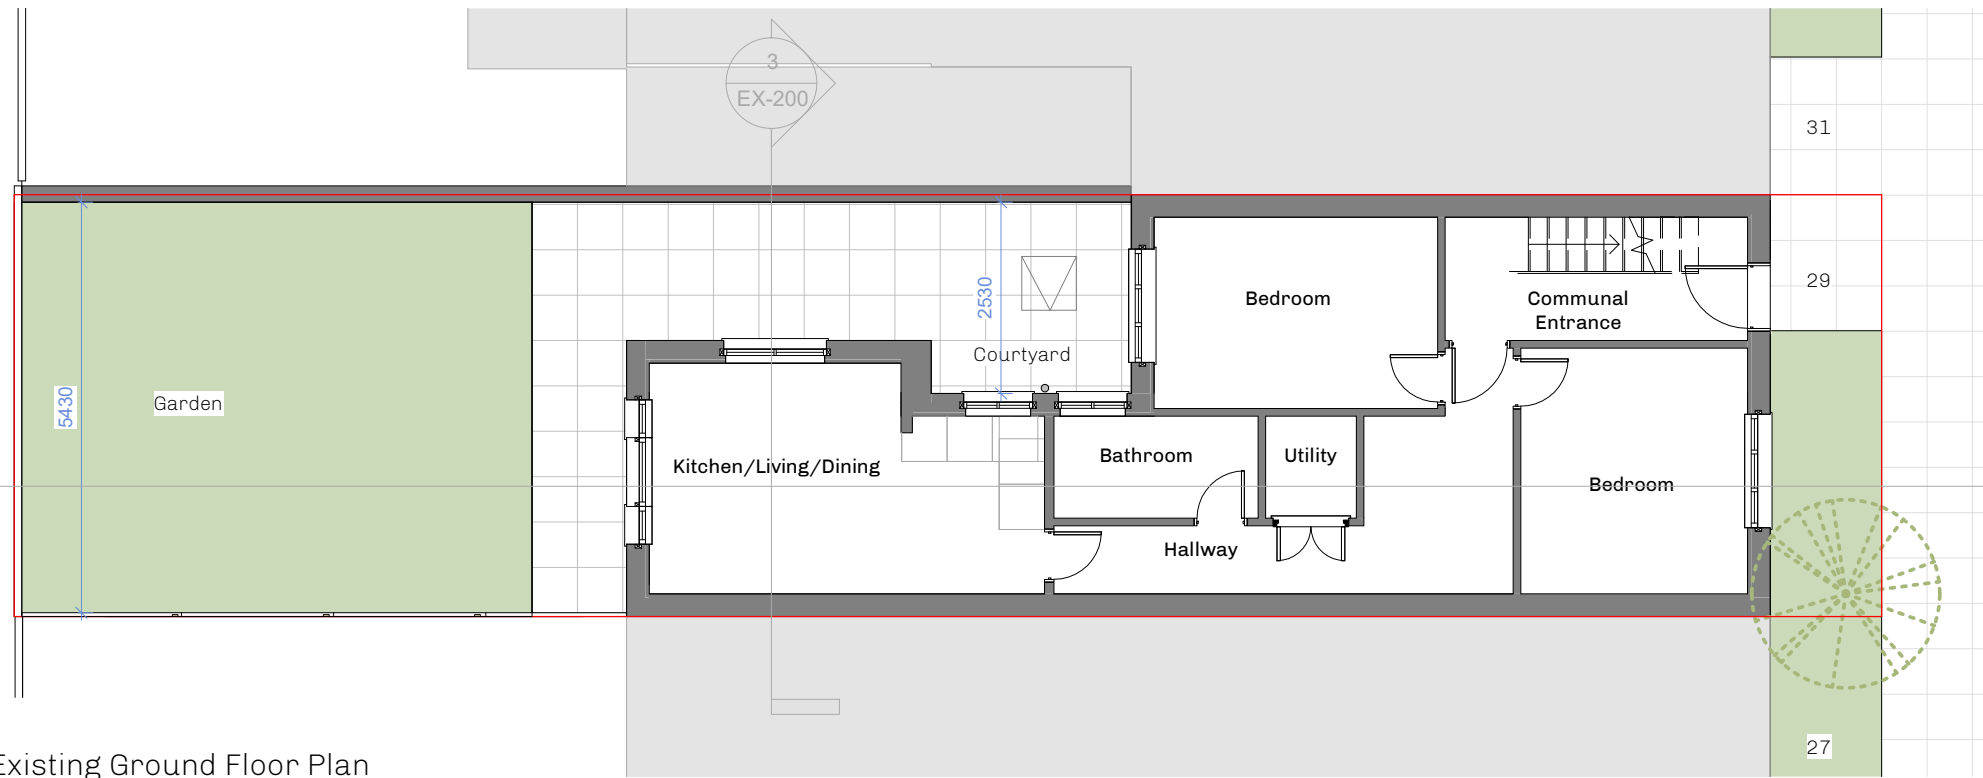 3
EX-200
31
29
2530
Bedroom
Communal
Entrance
Courtyard
5430
Garden
Kitchen/Living/Dining
Bathroom
Utility
Bedroom
Hallway
27
Existing Ground Floor Plan